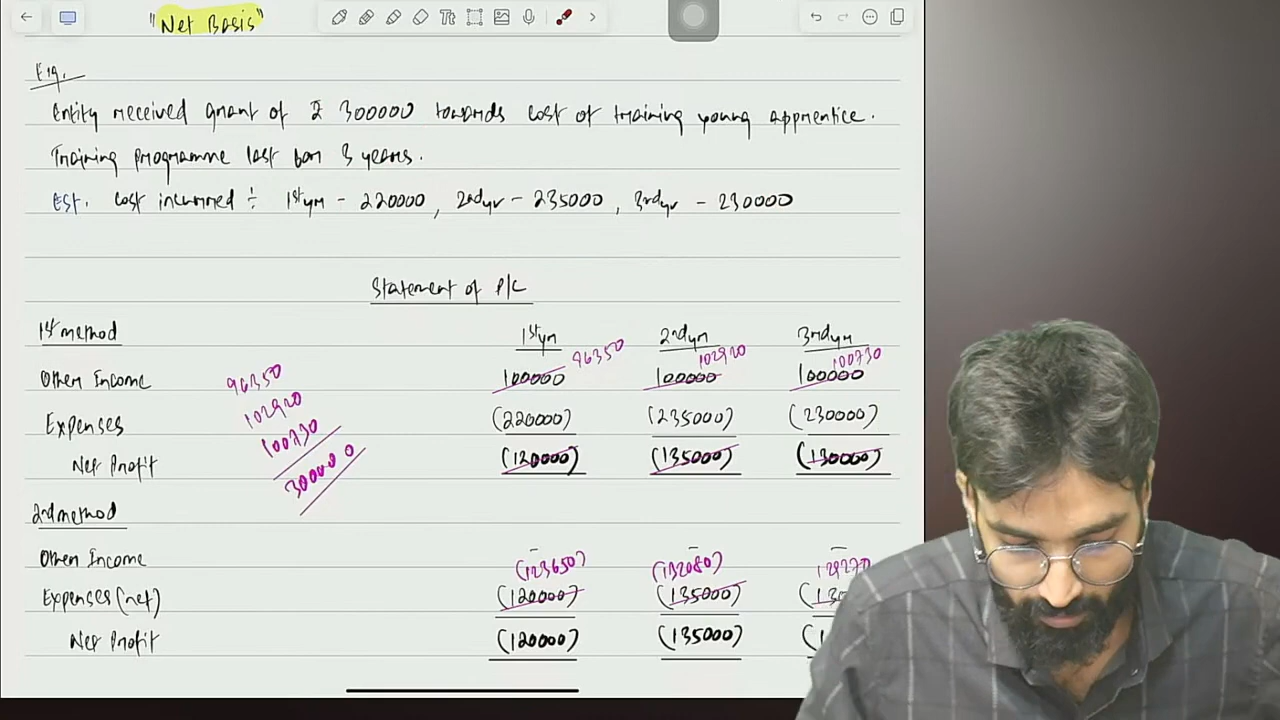 "Net Basis"
Eg.
Entity received grant of ₹ 300000 towards cost of training young apprentice.
Training programme last for 3 years.
Est. Cost incurred ÷ 1st yr - 220000, 2nd yr - 235000, 3rd yr - 230000
Statement of P/L
1st method 1st yr 2nd yr 3rd yr
96350 102920 100730
Other Income 100000 100000 100000
96350
102920
100730
300000
Expenses (220000) (235000) (230000)
Net Profit (120000) (135000) (130000)
2nd method
Other Income - - -
(123650) (132080) 129270
Expenses (net) (120000) (135000)
Net Profit (120000) (135000)